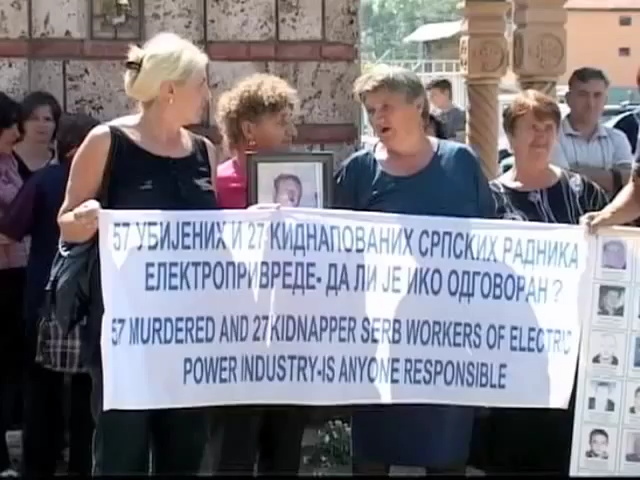 57 УБИЈЕНИХ И 27 КИДНАПОВАНИХ СРПСКИХ РАДНИКА
ЕЛЕКТРОПРИВРЕДЕ- ДА ЛИ ЈЕ ИКО ОДГОВОРАН ?
57 MURDERED AND 27 KIDNAPPER SERB WORKERS OF ELECTRIC
POWER INDUSTRY-IS ANYONE RESPONSIBLE